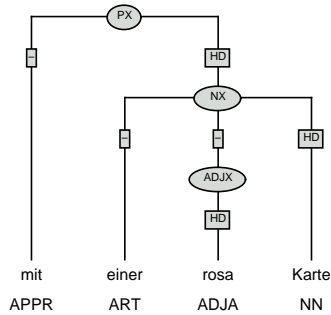 PX
– HD
NX
– – HD
ADJX
HD
mit einer rosa Karte
APPR ART ADJA NN